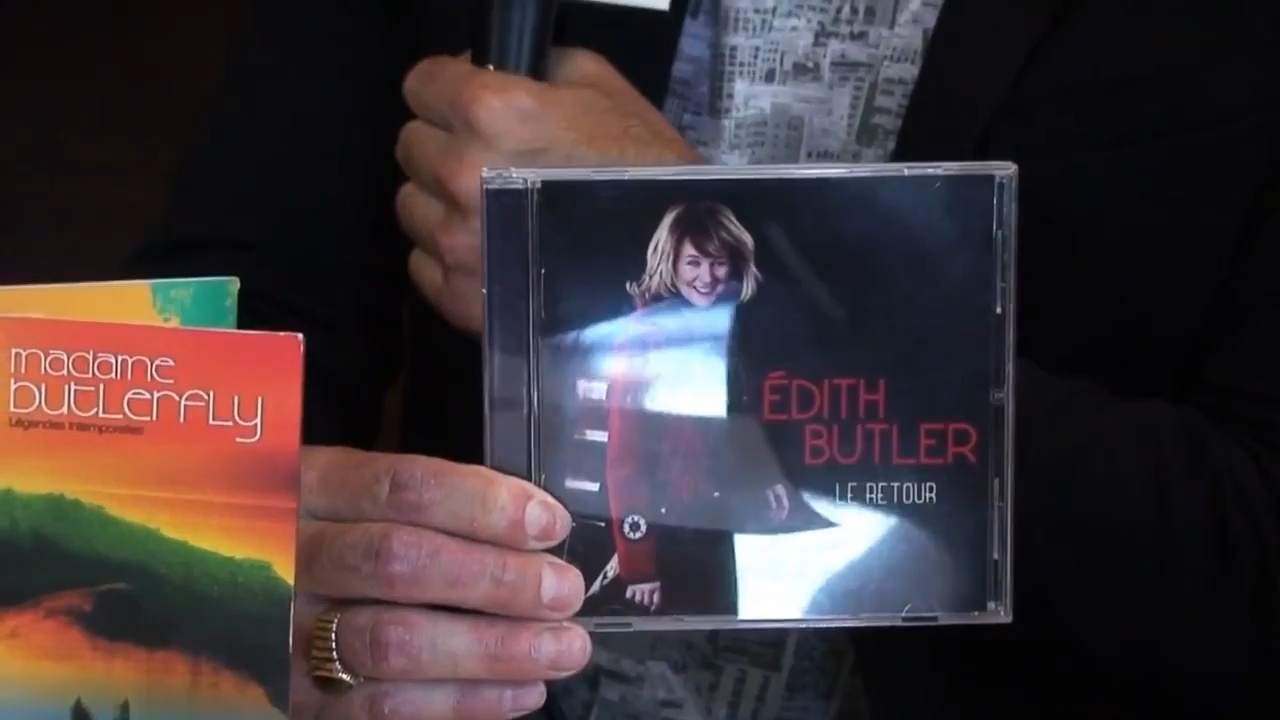 madame
butlerfly
Légendes intemporelles
ÉDITH
BUTLER
LE RETOUR